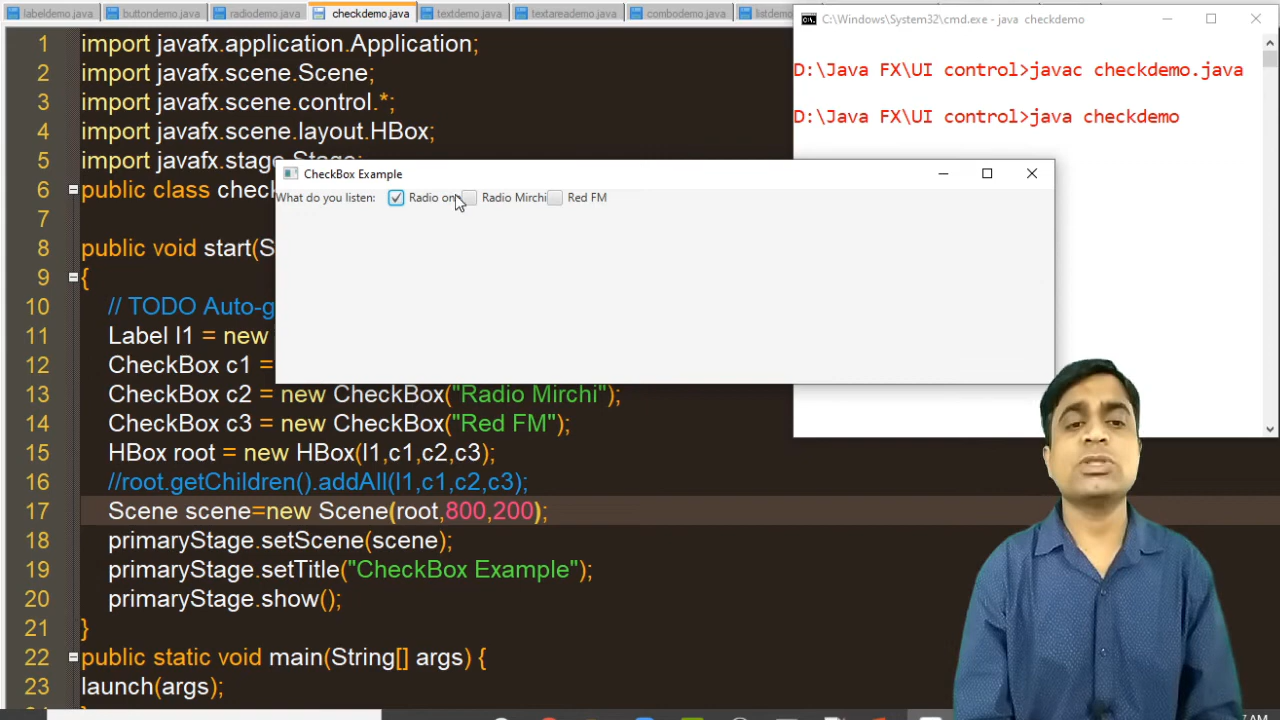 labeldemo.java buttondemo.java radiodemo.java checkdemo.java textdemo.java textareademo.java combodemo.java
C:\Windows\System32\cmd.exe - java checkdemo
1 import javafx.application.Application;
2 import javafx.scene.Scene;
3 import javafx.scene.control.*;
4 import javafx.scene.layout.HBox;
5 import javafx.stage.Stage;
6 public class
7
8 public void start(S
9 {
10 // TODO
11 Label l1 = new
12 CheckBox c1 =
13 CheckBox c2 = new CheckBox("Radio Mirchi");
14 CheckBox c3 = new CheckBox("Red FM");
15 HBox root = new HBox(l1,c1,c2,c3);
16 //root.getChildren().addAll(l1,c1,c2,c3);
17 Scene scene=new Scene(root,800,200);
18 primaryStage.setScene(scene);
19 primaryStage.setTitle("CheckBox Example");
20 primaryStage.show();
21 }
22 public static void main(String[] args) {
23 launch(args);
D:\Java FX\UI control>javac checkdemo.java
D:\Java FX\UI control>java checkdemo
CheckBox Example
What do you listen: Radio one Radio Mirchi Red FM
AM